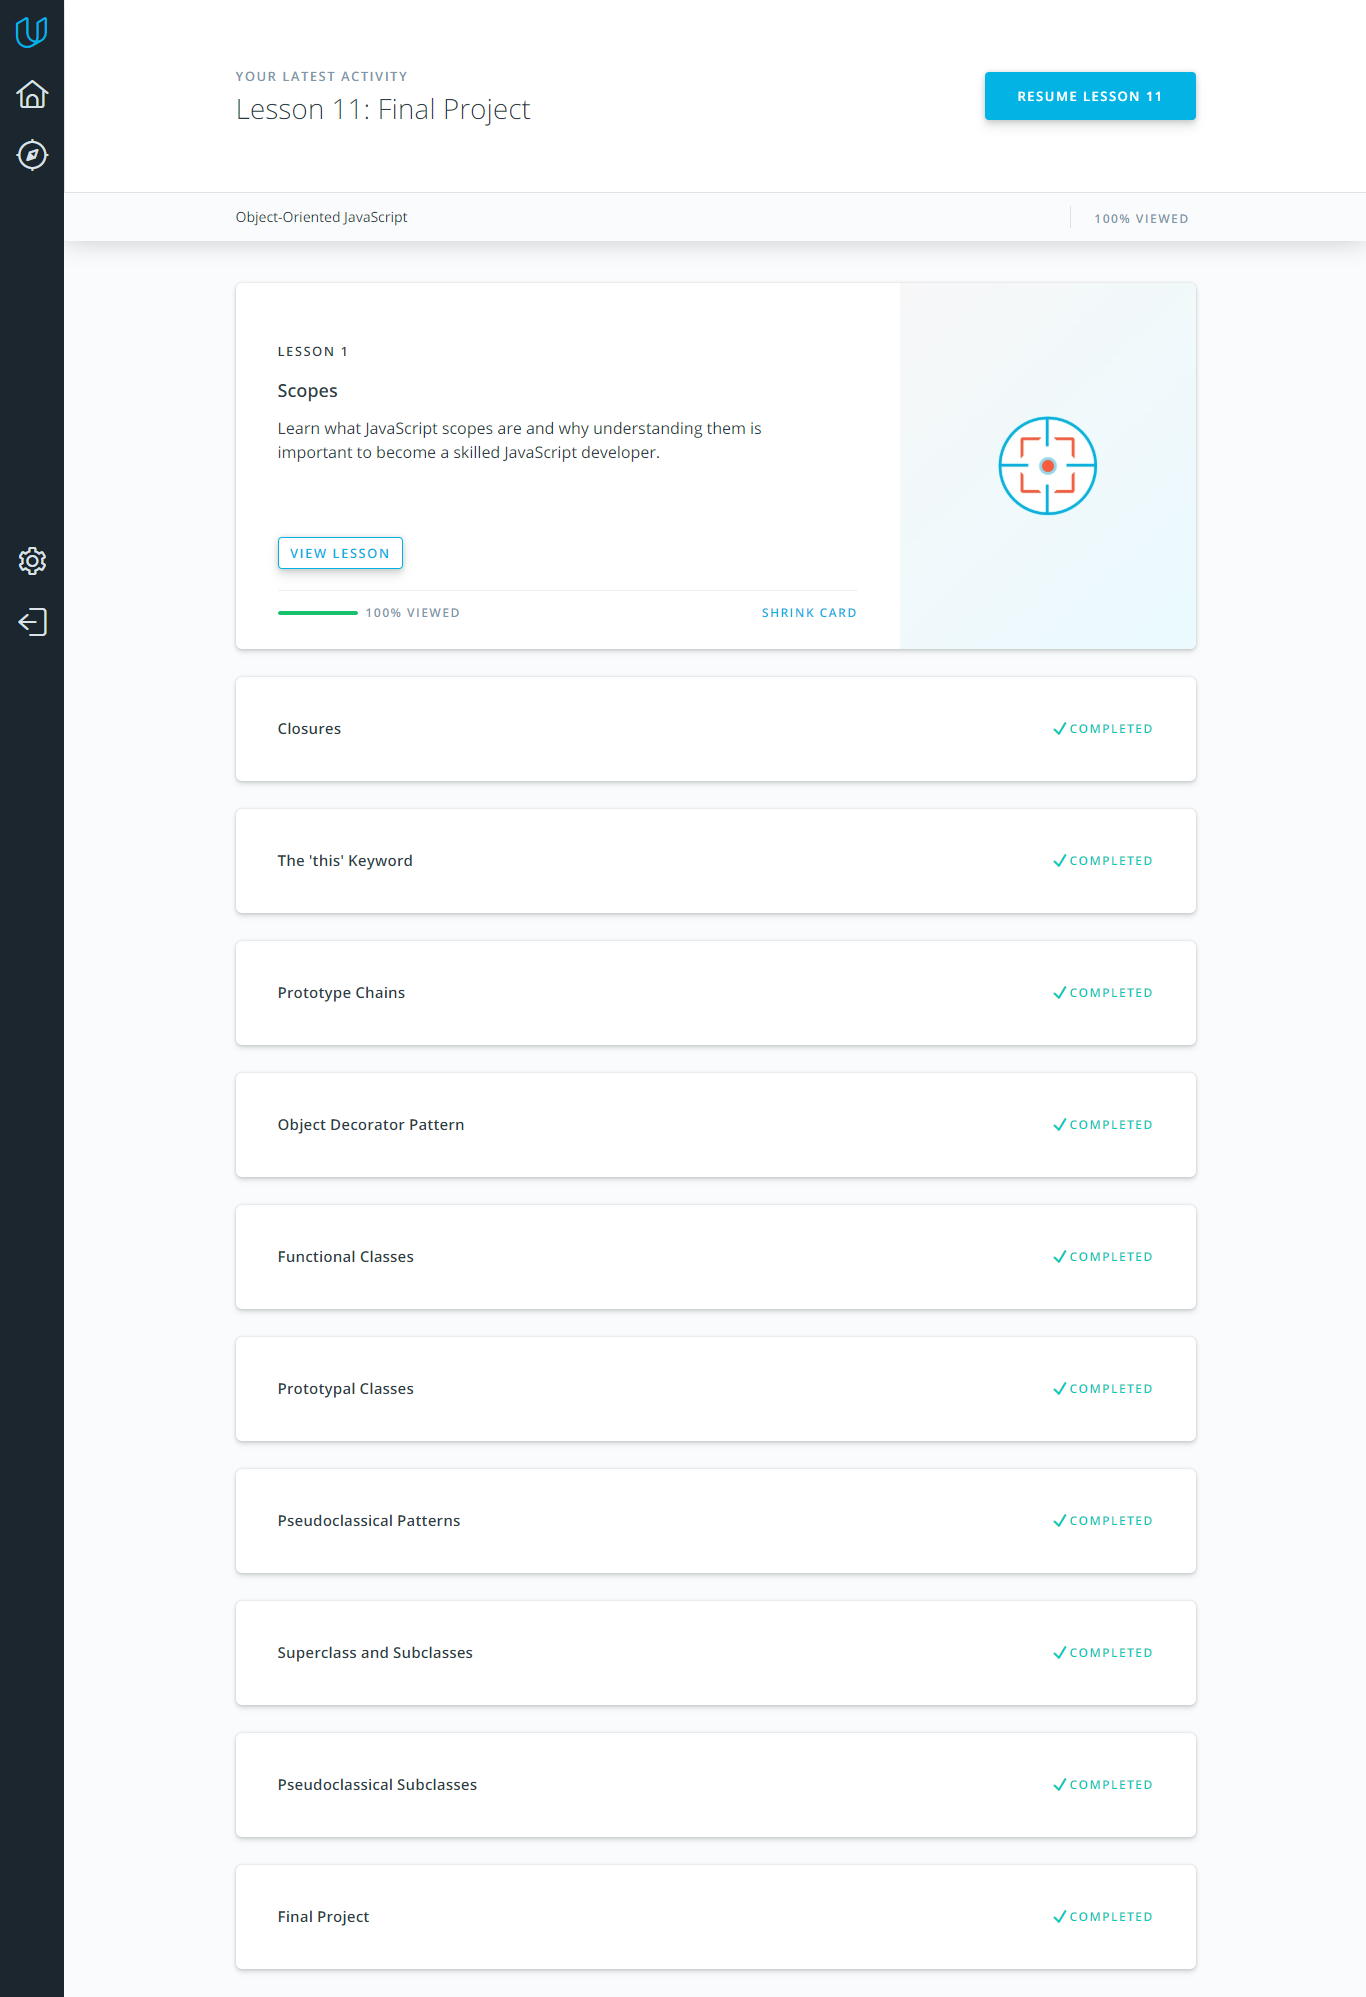 YOUR LATEST ACTIVITY
Lesson 11: Final Project
RESUME LESSON 11
Object-Oriented JavaScript
100% VIEWED
LESSON 1
Scopes
Learn what JavaScript scopes are and why understanding them is
important to become a skilled JavaScript developer.
VIEW LESSON
100% VIEWED
SHRINK CARD
Closures
COMPLETED
The 'this' Keyword
COMPLETED
Prototype Chains
COMPLETED
Object Decorator Pattern
COMPLETED
Functional Classes
COMPLETED
Prototypal Classes
COMPLETED
Pseudoclassical Patterns
COMPLETED
Superclass and Subclasses
COMPLETED
Pseudoclassical Subclasses
COMPLETED
Final Project
COMPLETED